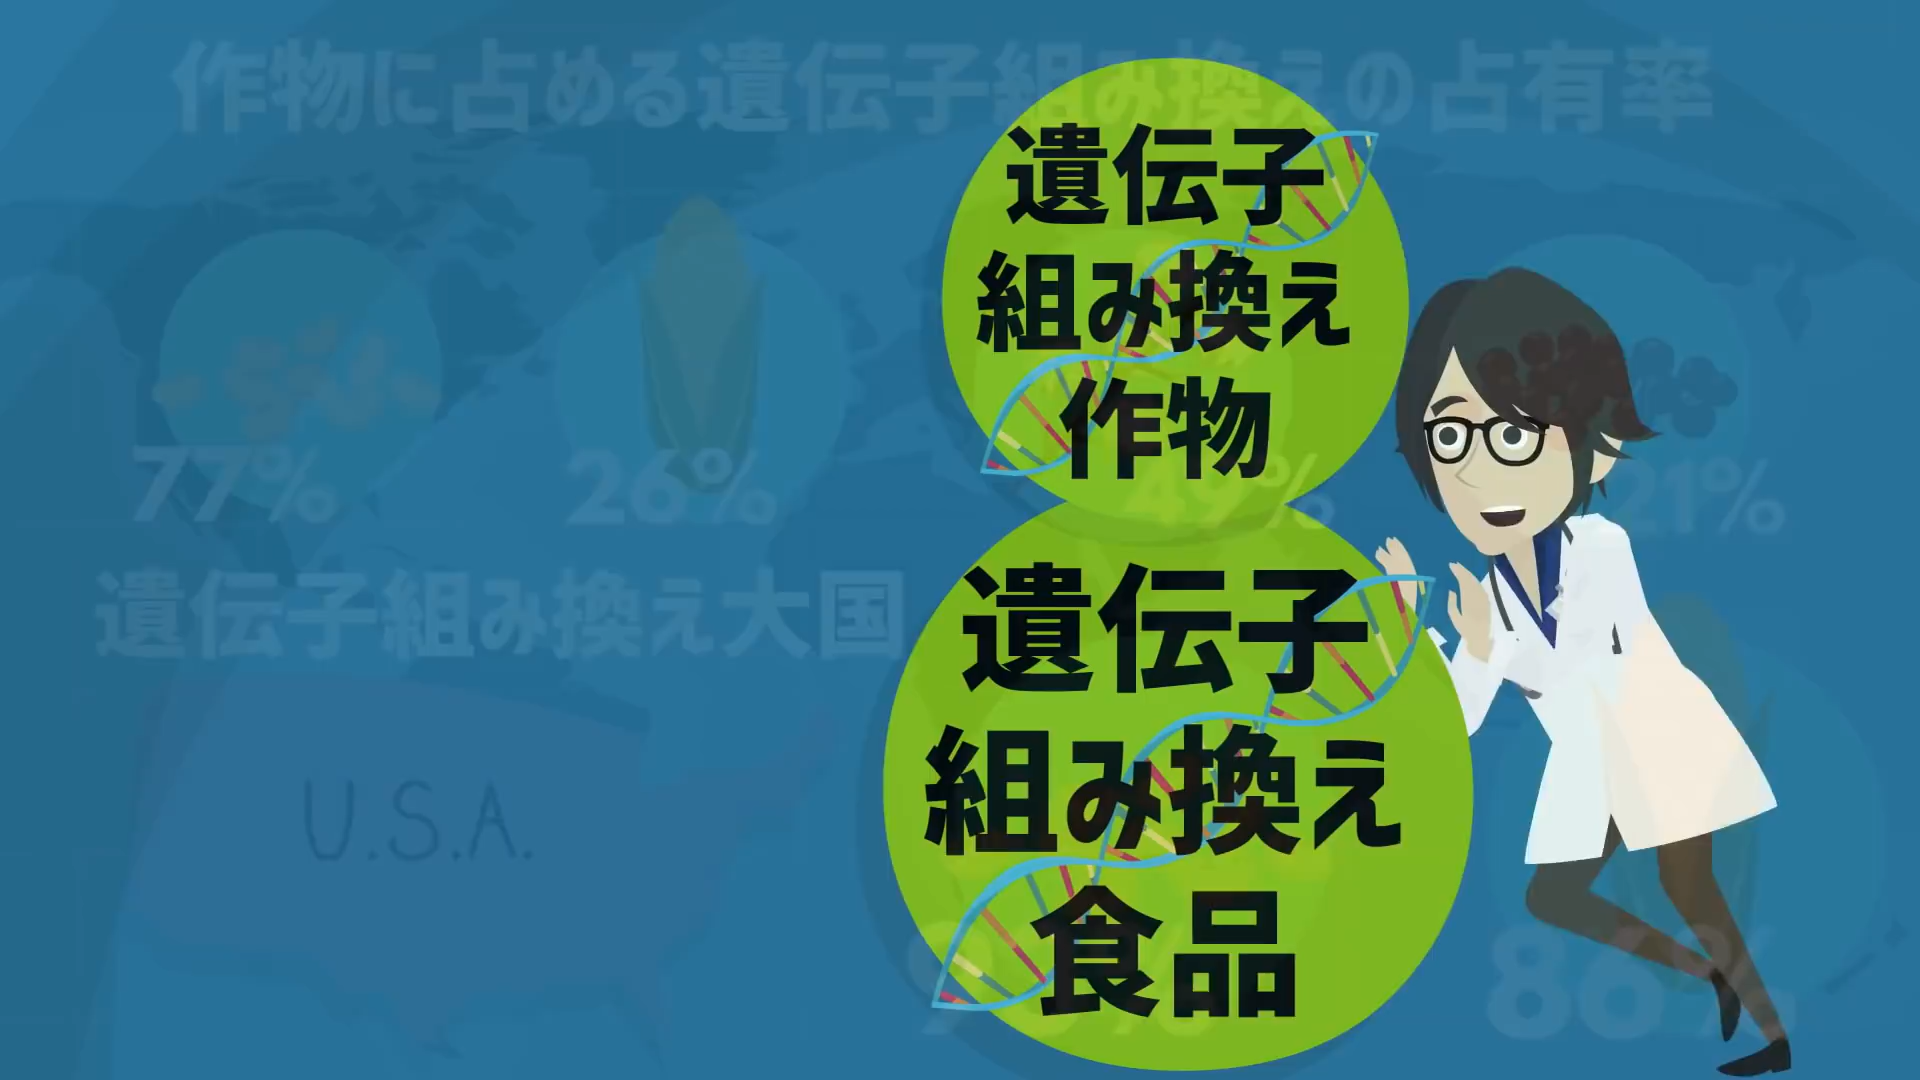 作物に占める遺伝子組み換えの占有率
遺伝子
組み換え
作物
77%
26%
49%
21%
遺伝子組み換え大国
遺伝子
組み換え
食品
U.S.A.
86%